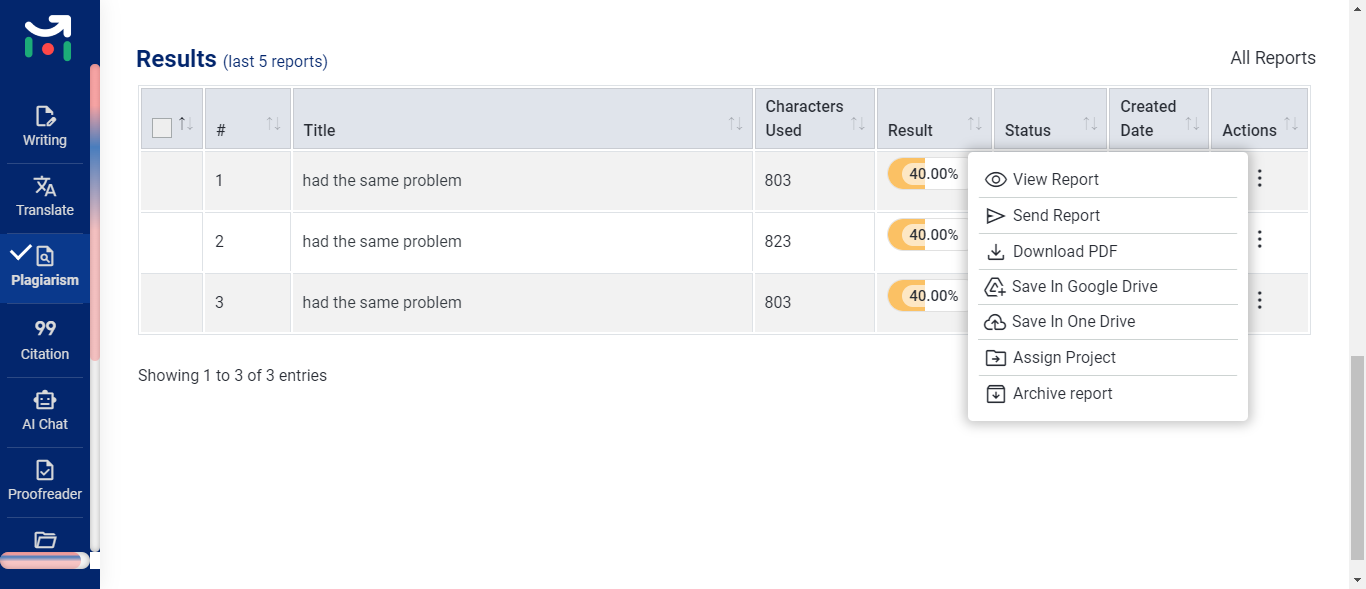 Writing
Translate
Plagiarism
Citation
AI Chat
Proofreader
Results (last 5 reports)
All Reports
# Title Characters Used Result Status Created Date Actions
1 had the same problem 803 40.00%
2 had the same problem 823 40.00%
3 had the same problem 803 40.00%
Showing 1 to 3 of 3 entries
View Report
Send Report
Download PDF
Save In Google Drive
Save In One Drive
Assign Project
Archive report